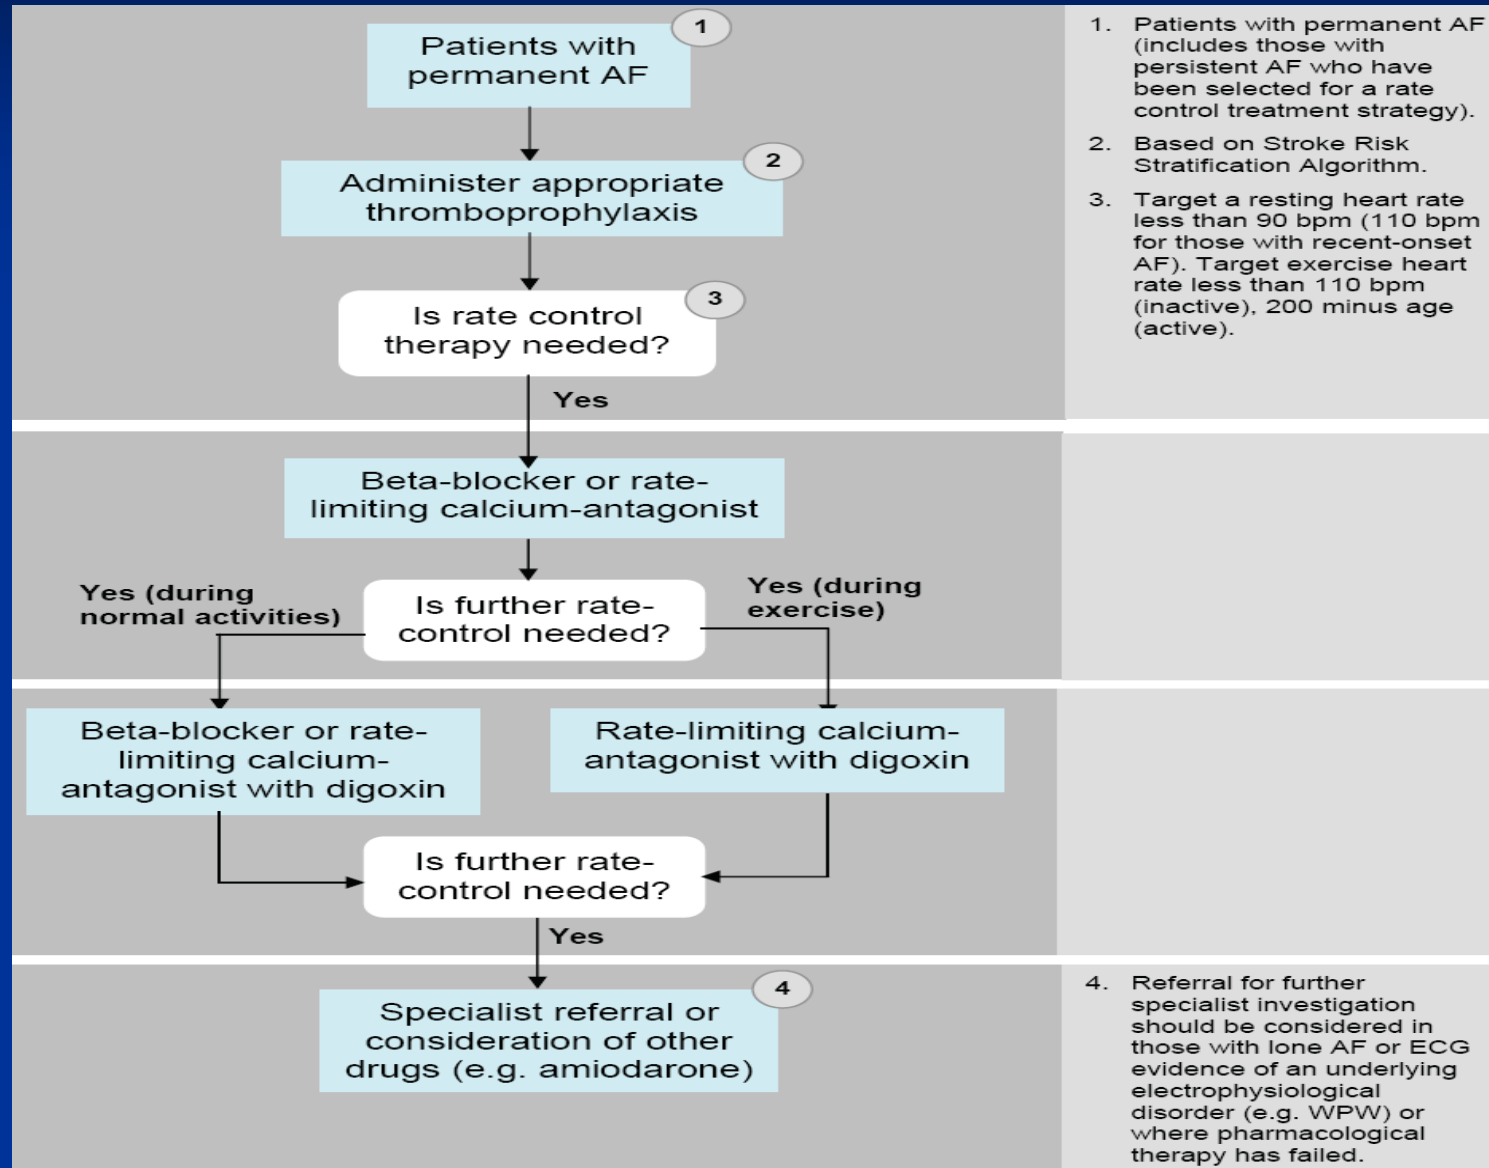 Patients with
permanent AF
1
Administer appropriate
thromboprophylaxis
2
Is rate control
therapy needed?
3
Yes
Beta-blocker or rate-
limiting calcium-antagonist
Is further rate-
control needed?
Yes (during
normal activities)
Yes (during
exercise)
Beta-blocker or rate-
limiting calcium-
antagonist with digoxin
Rate-limiting calcium-
antagonist with digoxin
Is further rate-
control needed?
Yes
Specialist referral or
consideration of other
drugs (e.g. amiodarone)
4
1. Patients with permanent AF
(includes those with
persistent AF who have
been selected for a rate
control treatment strategy).
2. Based on Stroke Risk
Stratification Algorithm.
3. Target a resting heart rate
less than 90 bpm (110 bpm
for those with recent-onset
AF). Target exercise heart
rate less than 110 bpm
(inactive), 200 minus age
(active).
4. Referral for further
specialist investigation
should be considered in
those with lone AF or ECG
evidence of an underlying
electrophysiological
disorder (e.g. WPW) or
where pharmacological
therapy has failed.